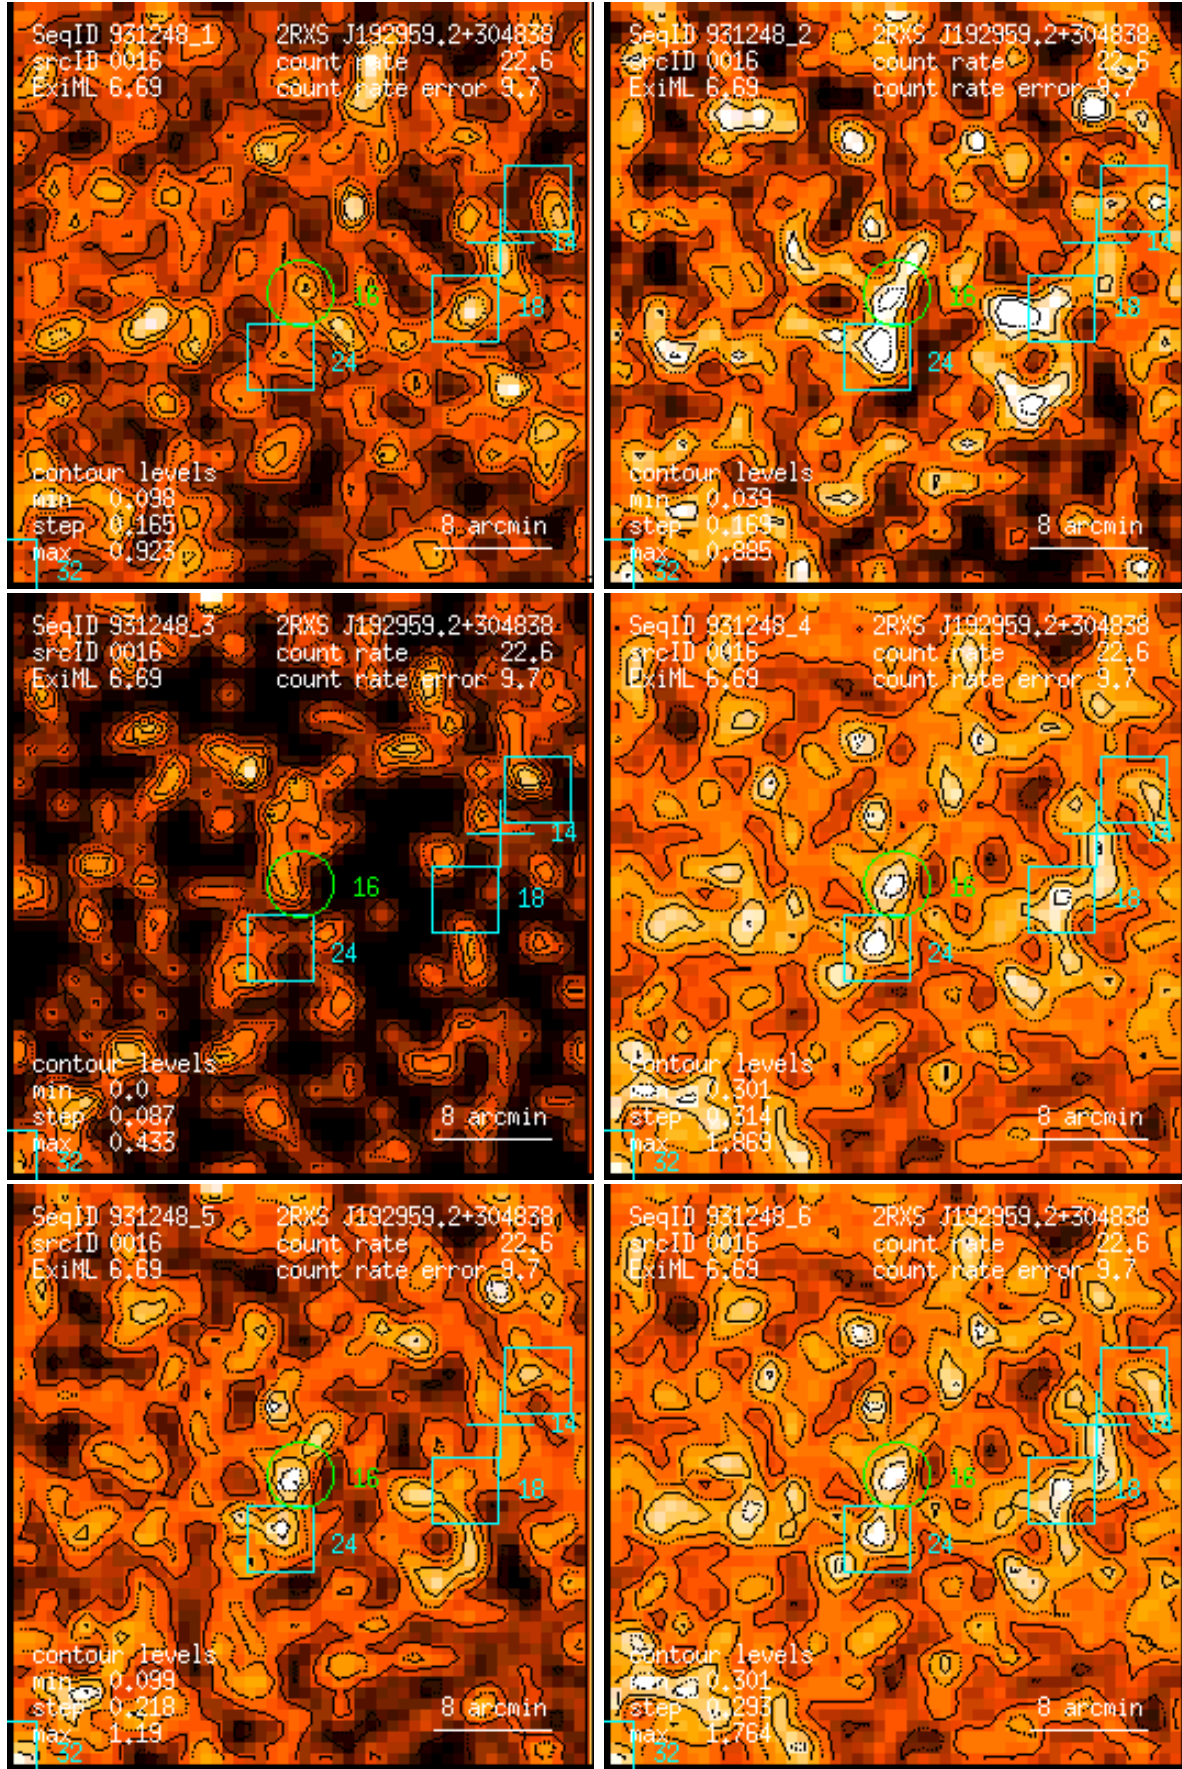 SeqID 931248_1 2RXS J192959.2+304838
srcID 0016 count rate 22.6
ExiML 6.69 count rate error 9.7
14
16
18
24
contour levels
min 0.098
step 0.165
max 0.923
8 arcmin
32
SeqID 931248_2 2RXS J192959.2+304838
srcID 0016 count rate 22.6
ExiML 6.69 count rate error 9.7
14
16
18
24
contour levels
min 0.039
step 0.169
max 0.885
8 arcmin
32
SeqID 931248_3 2RXS J192959.2+304838
srcID 0016 count rate 22.6
ExiML 6.69 count rate error 9.7
14
16
18
24
contour levels
min 0.0
step 0.087
max 0.433
8 arcmin
32
SeqID 931248_4 2RXS J192959.2+304838
srcID 0016 count rate 22.6
ExiML 6.69 count rate error 9.7
14
16
18
24
contour levels
min 0.301
step 0.314
max 1.869
8 arcmin
32
SeqID 931248_5 2RXS J192959.2+304838
srcID 0016 count rate 22.6
ExiML 6.69 count rate error 9.7
14
16
18
24
contour levels
min 0.099
step 0.218
max 1.19
8 arcmin
32
SeqID 931248_6 2RXS J192959.2+304838
srcID 0016 count rate 22.6
ExiML 6.69 count rate error 9.7
14
16
18
24
contour levels
min 0.301
step 0.293
max 1.764
8 arcmin
32